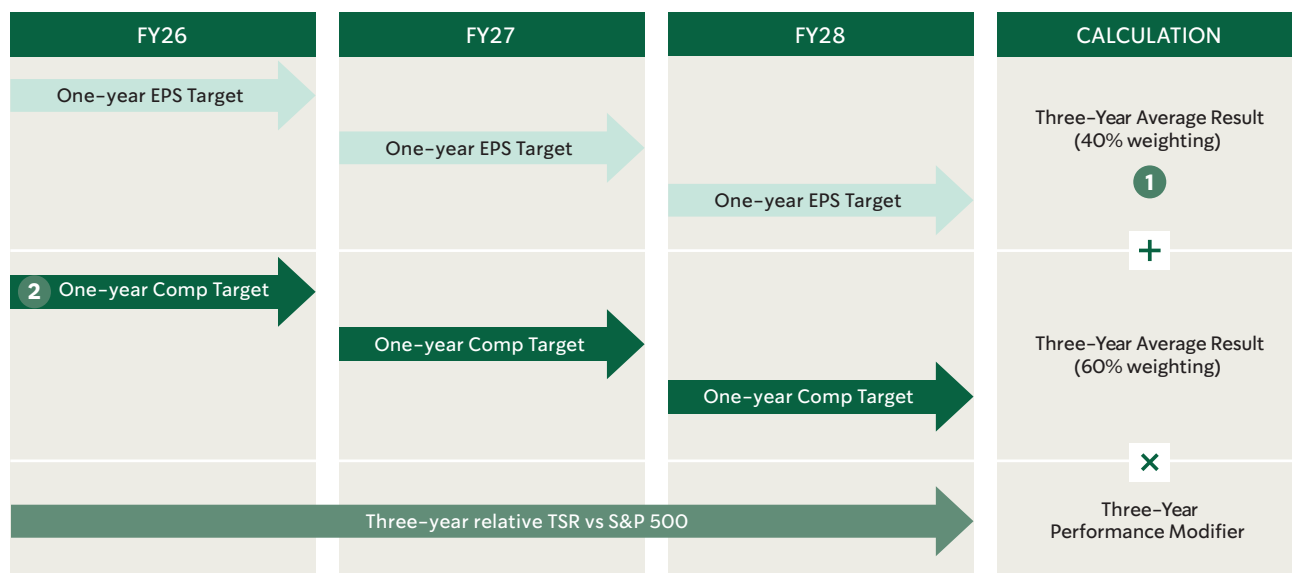 FY26
FY27
FY28
CALCULATION
One-year EPS Target
One-year EPS Target
One-year EPS Target
Three-Year Average Result
(40% weighting)
1
+
2 One-year Comp Target
One-year Comp Target
One-year Comp Target
Three-Year Average Result
(60% weighting)
×
Three-year relative TSR vs S&P 500
Three-Year
Performance Modifier